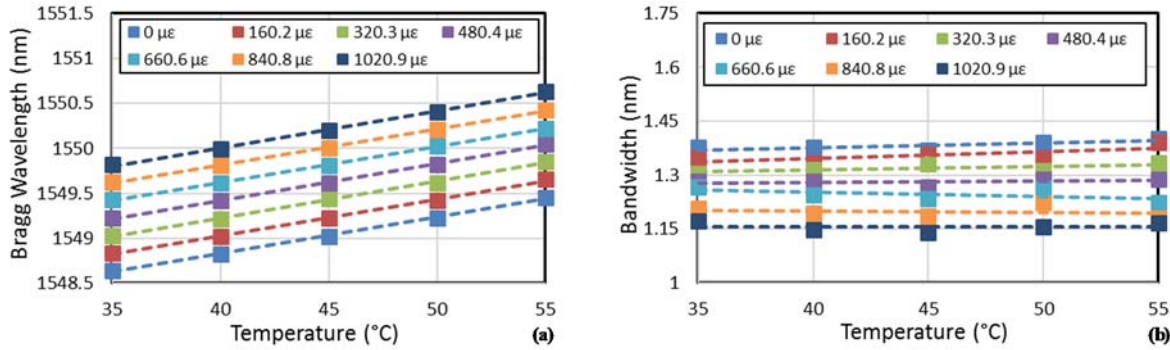 Bragg Wavelength (nm)
1551.5
1551
1550.5
1550
1549.5
1549
1548.5
0 με 160.2 με 320.3 με 480.4 με
660.6 με 840.8 με 1020.9 με
35 40 45 50 55
Temperature (°C)
(a)
Bandwidth (nm)
1.75
1.6
1.45
1.3
1.15
1
0 με 160.2 με 320.3 με 480.4 με
660.6 με 840.8 με 1020.9 με
35 40 45 50 55
Temperature (°C)
(b)